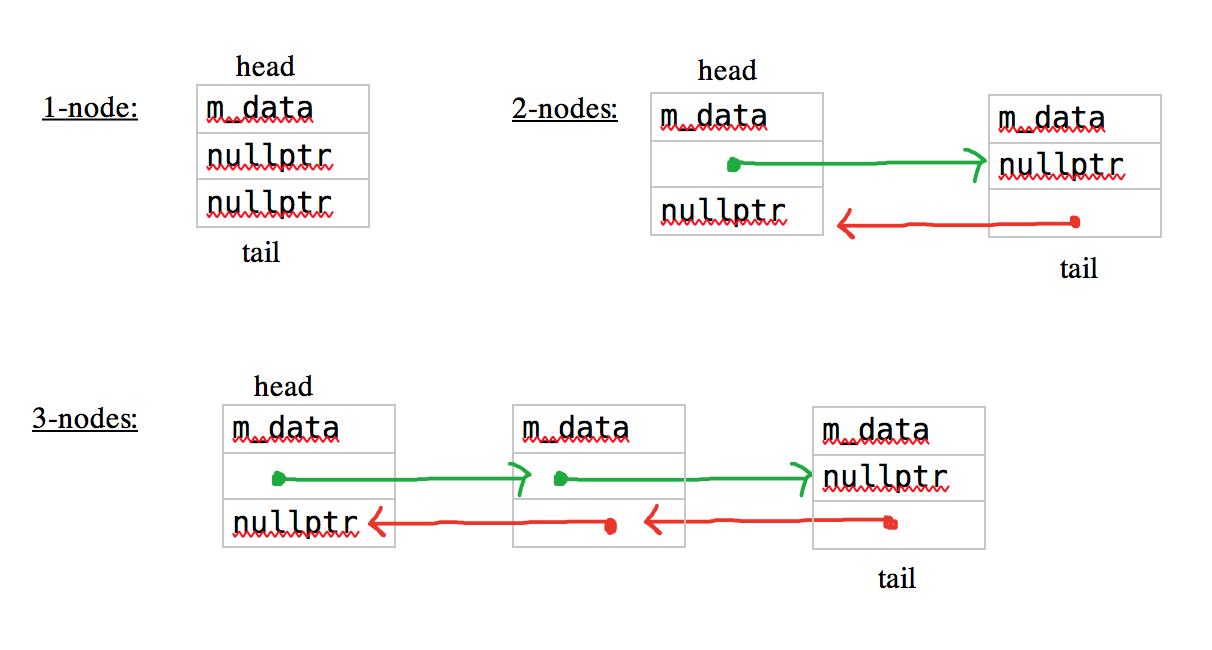 head
1-node:
m_data
nullptr
nullptr
tail
head
2-nodes:
m_data
nullptr
m_data
nullptr
tail
head
3-nodes:
m_data
nullptr
m_data
m_data
nullptr
tail